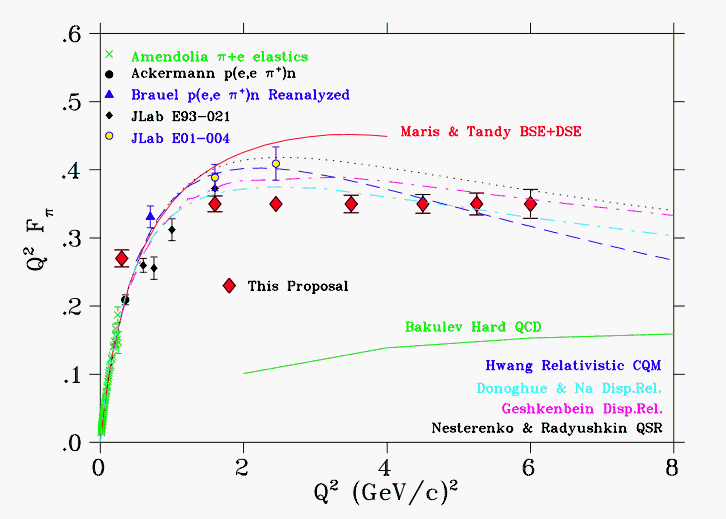 .6
Amendolia π+e elastics
Ackermann p(e,e π⁺)n
Brauel p(e,e π⁺)n Reanalyzed
JLab E93-021
JLab E01-004
.5
Maris & Tandy BSE+DSE
.4
.3
Q² Fπ
This Proposal
.2
Bakulev Hard QCD
Hwang Relativistic CQM
.1
Donoghue & Na Disp.Rel.
Geshkenbein Disp.Rel.
Nesterenko & Radyushkin QSR
.0
0 2 4 6 8
Q² (GeV/c)²